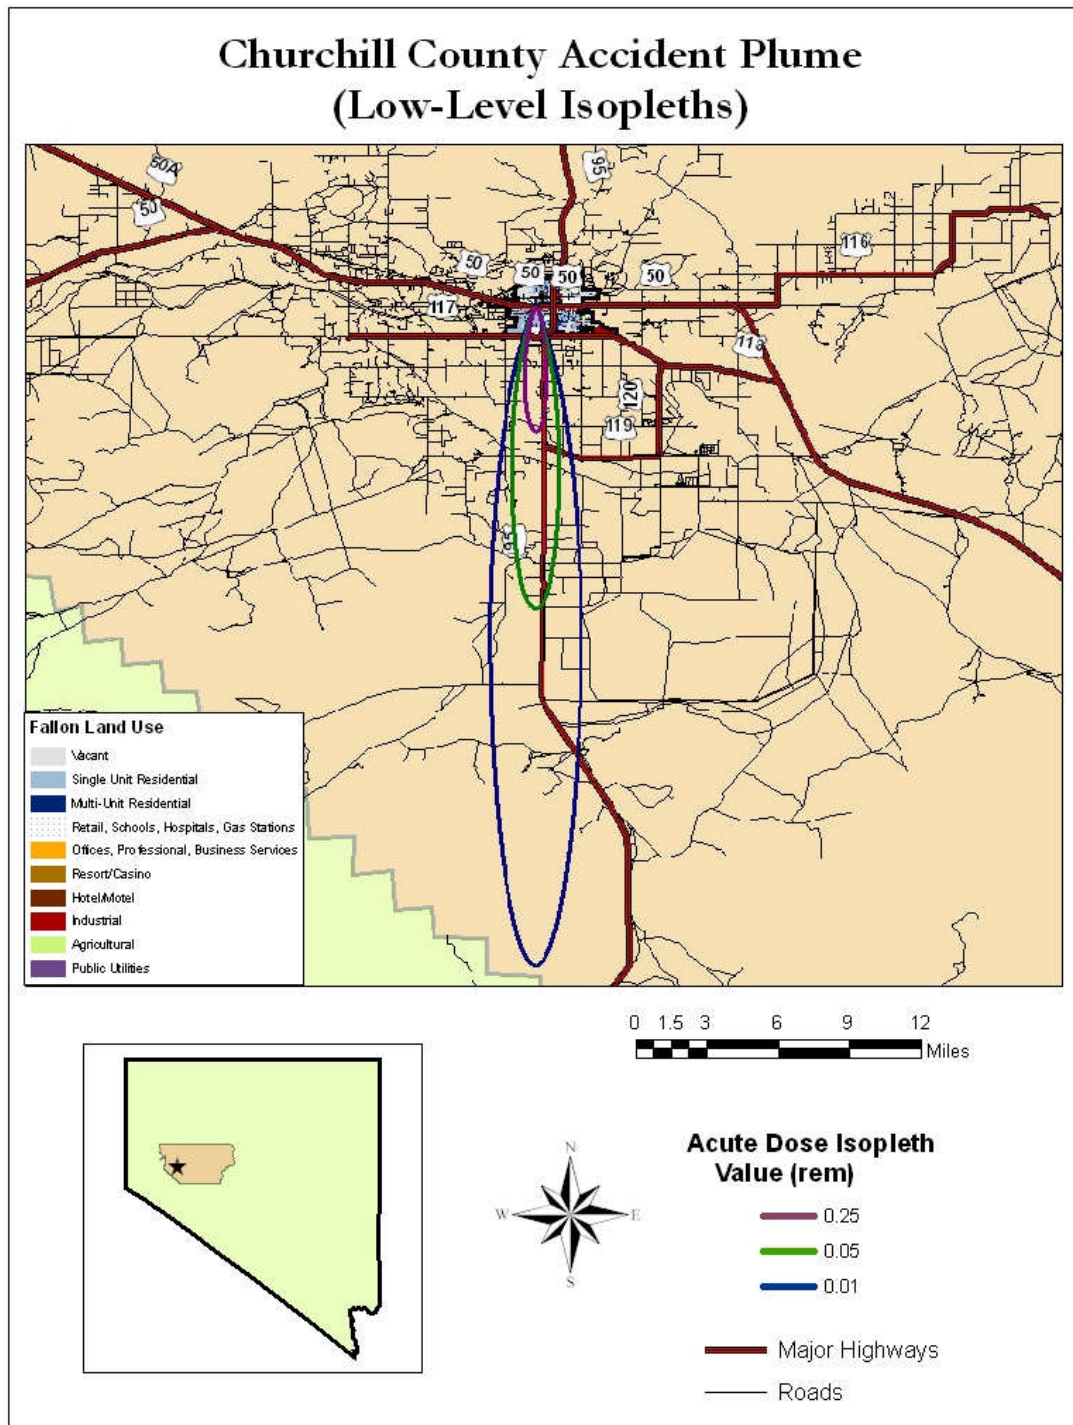 Churchill County Accident Plume
(Low-Level Isopleths)
50A
50
95
116
50
50
50
50
117
118
120
119
95
Fallon Land Use
Vacant
Single Unit Residential
Multi-Unit Residential
Retail, Schools, Hospitals, Gas Stations
Offices, Professional, Business Services
Resort/Casino
Hotel/Motel
Industrial
Agricultural
Public Utilities
0 1.5 3 6 9 12
Miles
N
W E
S
Acute Dose Isopleth
Value (rem)
0.25
0.05
0.01
Major Highways
Roads